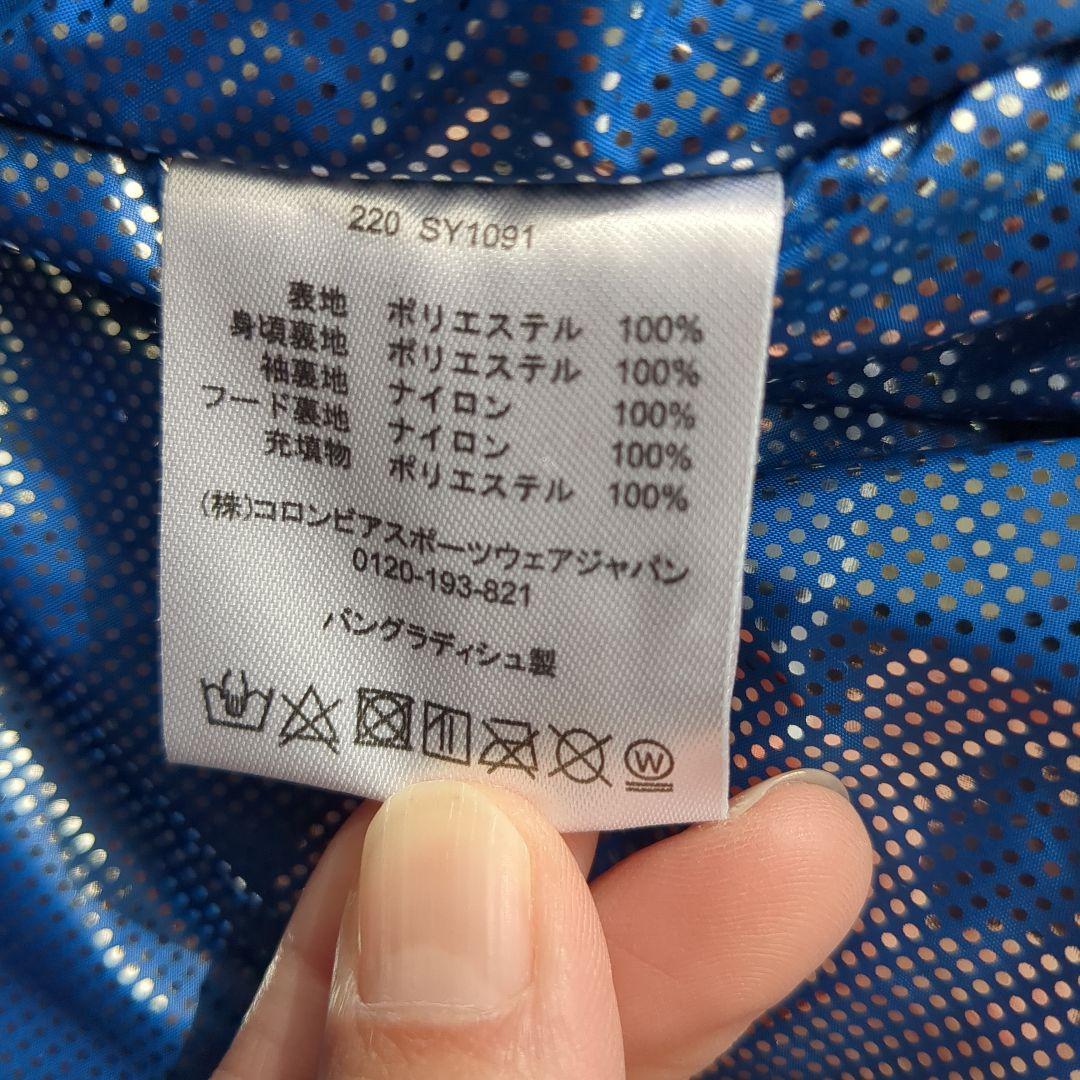 220 SY1091
表地 ポリエステル 100%
身頃裏地 ポリエステル 100%
袖裏地 ナイロン 100%
フード裏地 ナイロン 100%
充填物 ポリエステル 100%
(株)コロンビアスポーツウェアジャパン
0120-193-821
バングラディシュ製
W